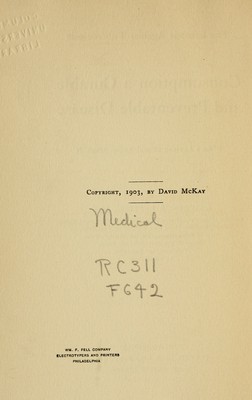 Copyright, 1903, by David McKay
Medical
RC311
F642
WM. F. FELL COMPANY
ELECTROTYPERS AND PRINTERS
PHILADELPHIA